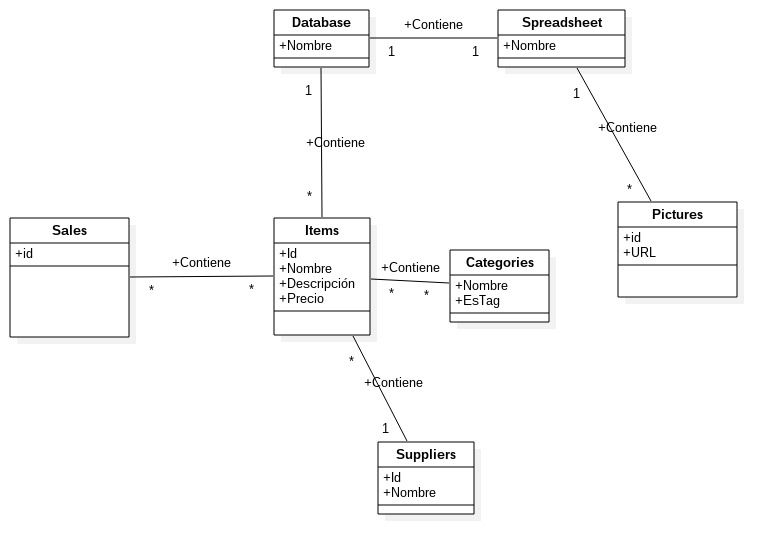 Database
+Nombre
+Contiene
1
1
Spreadsheet
+Nombre
1
+Contiene
*
1
+Contiene
*
Pictures
+id
+URL
Sales
+id
+Contiene
*
*
Items
+Id
+Nombre
+Descripción
+Precio
+Contiene
*
*
Categories
+Nombre
+EsTag
*
+Contiene
1
Suppliers
+Id
+Nombre